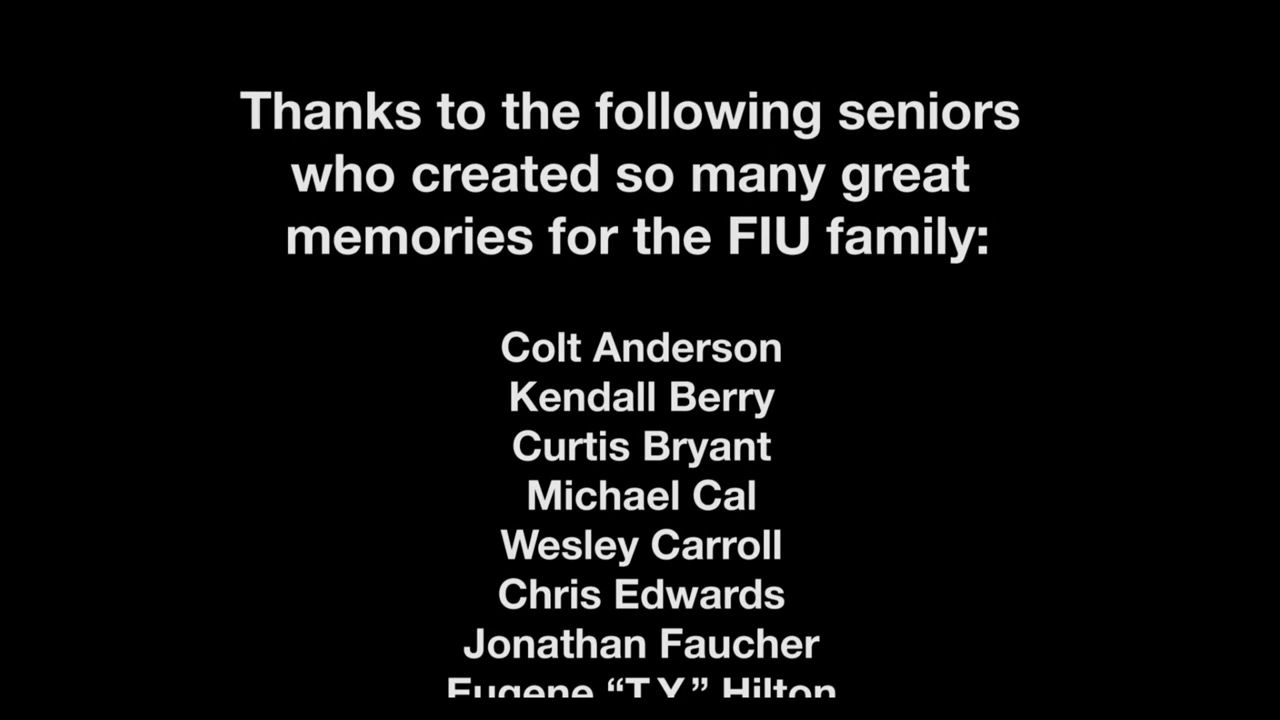 Thanks to the following seniors
who created so many great
memories for the FIU family:
Colt Anderson
Kendall Berry
Curtis Bryant
Michael Cal
Wesley Carroll
Chris Edwards
Jonathan Faucher
Eugene “T.Y.” Hilton